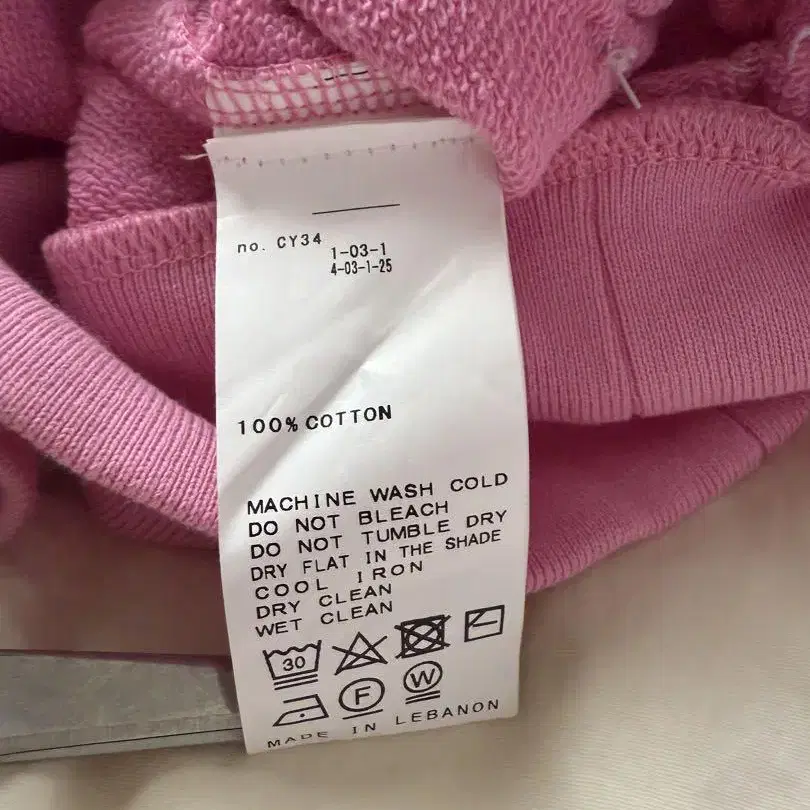 no. CY34
1-03-1
4-03-1-25
100% COTTON
MACHINE WASH COLD
DO NOT BLEACH
DO NOT TUMBLE DRY
DRY FLAT IN THE SHADE
COOL IRON
DRY CLEAN
WET CLEAN
30
F W
MADE IN LEBANON